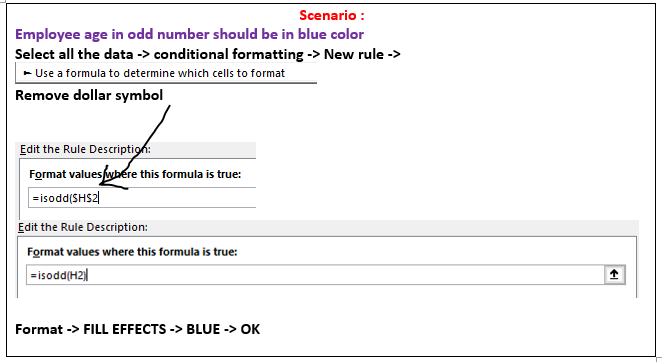 Scenario :
Employee age in odd number should be in blue color
Select all the data -> conditional formatting -> New rule ->
► Use a formula to determine which cells to format
Remove dollar symbol
Edit the Rule Description:
Format values where this formula is true:
=isodd($H$2
Edit the Rule Description:
Format values where this formula is true:
=isodd(H2)
Format -> FILL EFFECTS -> BLUE -> OK